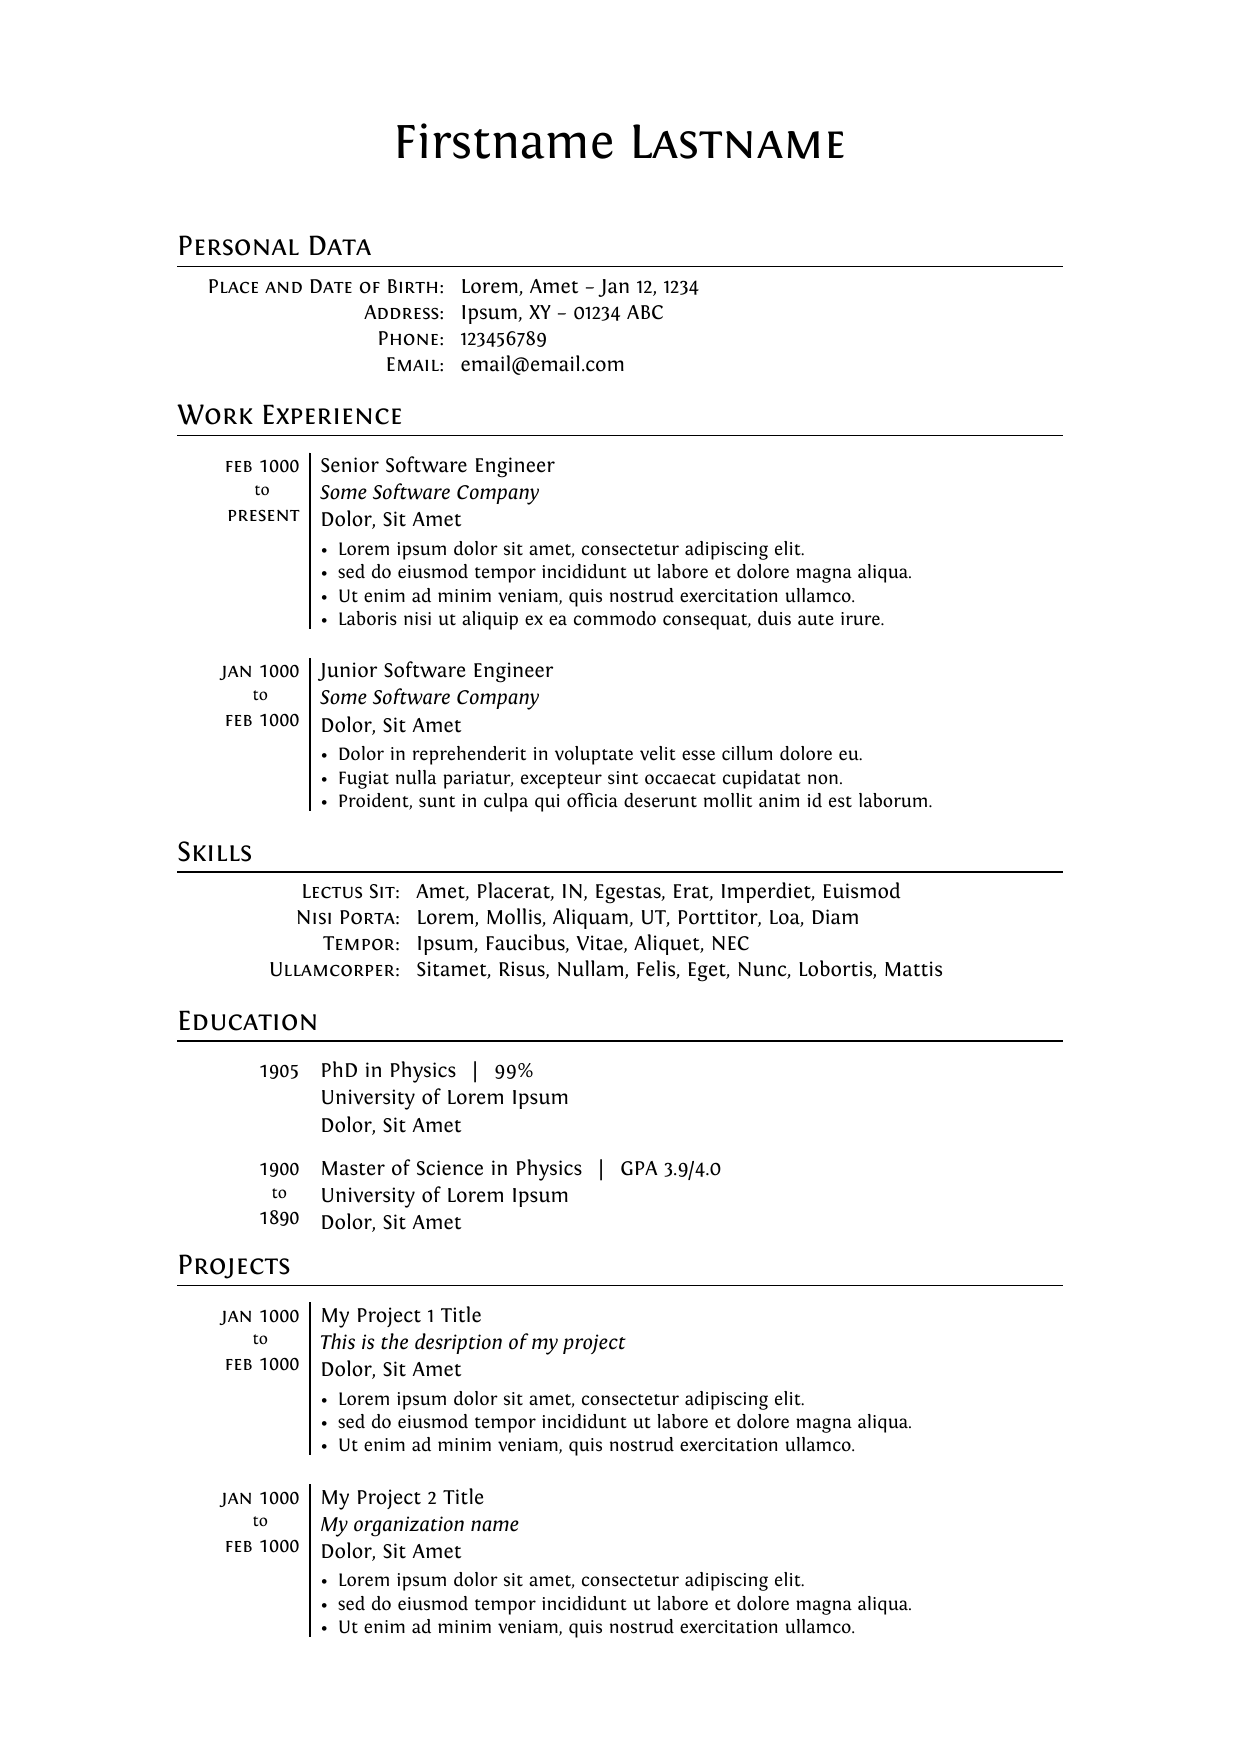 Firstname LASTNAME
PERSONAL DATA
PLACE AND DATE OF BIRTH: Lorem, Amet – Jan 12, 1234
ADDRESS: Ipsum, XY – 01234 ABC
PHONE: 123456789
EMAIL: email@email.com
WORK EXPERIENCE
FEB 1000 Senior Software Engineer
to Some Software Company
PRESENT Dolor, Sit Amet
• Lorem ipsum dolor sit amet, consectetur adipiscing elit.
• sed do eiusmod tempor incididunt ut labore et dolore magna aliqua.
• Ut enim ad minim veniam, quis nostrud exercitation ullamco.
• Laboris nisi ut aliquip ex ea commodo consequat, duis aute irure.
JAN 1000 Junior Software Engineer
to Some Software Company
FEB 1000 Dolor, Sit Amet
• Dolor in reprehenderit in voluptate velit esse cillum dolore eu.
• Fugiat nulla pariatur, excepteur sint occaecat cupidatat non.
• Proident, sunt in culpa qui officia deserunt mollit anim id est laborum.
SKILLS
LECTUS SIT: Amet, Placerat, IN, Egestas, Erat, Imperdiet, Euismod
NISI PORTA: Lorem, Mollis, Aliquam, UT, Porttitor, Loa, Diam
TEMPOR: Ipsum, Faucibus, Vitae, Aliquet, NEC
ULLAMCORPER: Sitamet, Risus, Nullam, Felis, Eget, Nunc, Lobortis, Mattis
EDUCATION
1905 PhD in Physics | 99%
University of Lorem Ipsum
Dolor, Sit Amet
1900 Master of Science in Physics | GPA 3.9/4.0
to University of Lorem Ipsum
1890 Dolor, Sit Amet
PROJECTS
JAN 1000 My Project 1 Title
to This is the desription of my project
FEB 1000 Dolor, Sit Amet
• Lorem ipsum dolor sit amet, consectetur adipiscing elit.
• sed do eiusmod tempor incididunt ut labore et dolore magna aliqua.
• Ut enim ad minim veniam, quis nostrud exercitation ullamco.
JAN 1000 My Project 2 Title
to My organization name
FEB 1000 Dolor, Sit Amet
• Lorem ipsum dolor sit amet, consectetur adipiscing elit.
• sed do eiusmod tempor incididunt ut labore et dolore magna aliqua.
• Ut enim ad minim veniam, quis nostrud exercitation ullamco.